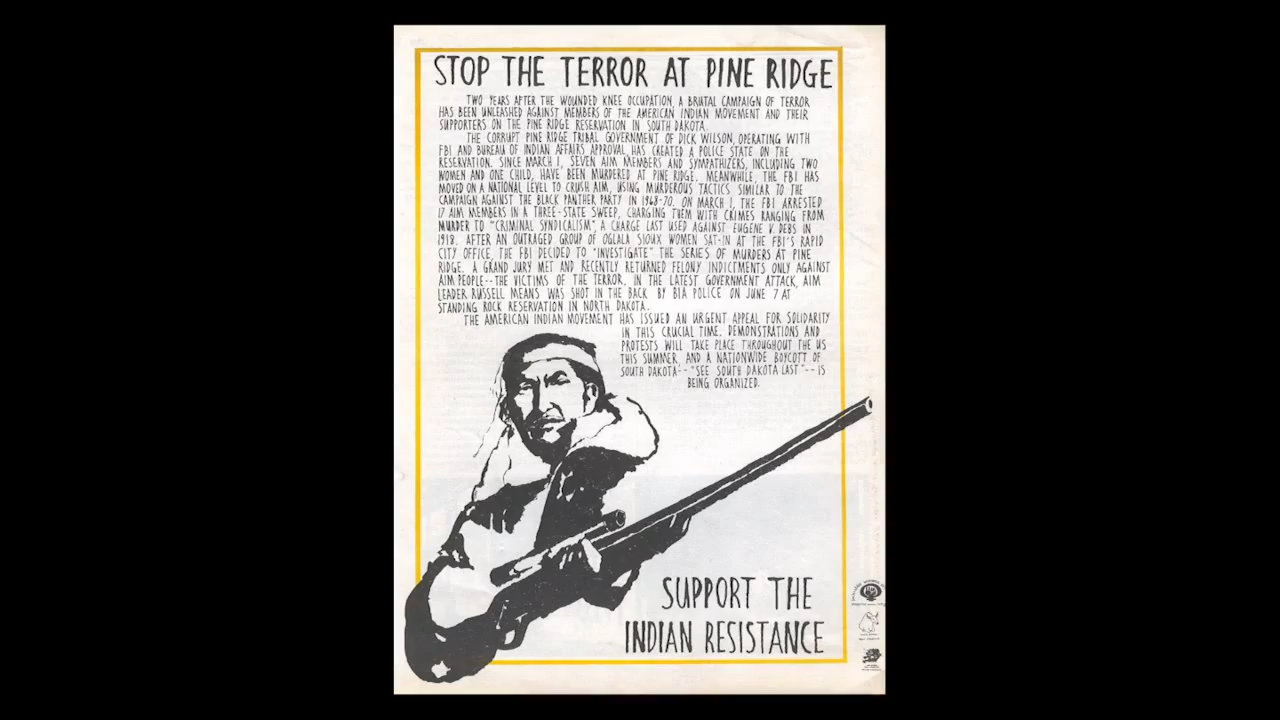 STOP THE TERROR AT PINE RIDGE
TWO YEARS AFTER THE WOUNDED KNEE OCCUPATION, A BRUTAL CAMPAIGN OF TERROR
HAS BEEN UNLEASHED AGAINST MEMBERS OF THE AMERICAN INDIAN MOVEMENT AND THEIR
SUPPORTERS ON THE PINE RIDGE RESERVATION IN SOUTH DAKOTA.
THE CORRUPT PINE RIDGE TRIBAL GOVERNMENT OF DICK WILSON, OPERATING WITH
FBI AND BUREAU OF INDIAN AFFAIRS APPROVAL, HAS CREATED A POLICE STATE ON THE
RESERVATION. SINCE MARCH 1, SEVEN AIM MEMBERS AND SYMPATHIZERS, INCLUDING TWO
WOMEN AND ONE CHILD, HAVE BEEN MURDERED AT PINE RIDGE. MEANWHILE, THE FBI HAS
MOVED ON A NATIONAL LEVEL TO CRUSH AIM, USING MURDEROUS TACTICS SIMILAR TO THE
CAMPAIGN AGAINST THE BLACK PANTHER PARTY IN 1968-70. ON MARCH 1, THE FBI ARRESTED
17 AIM MEMBERS IN A THREE-STATE SWEEP, CHARGING THEM WITH CRIMES RANGING FROM
MURDER TO "CRIMINAL SYNDICALISM", A CHARGE LAST USED AGAINST EUGENE V. DEBS IN
1918. AFTER AN OUTRAGED GROUP OF OGLALA SIOUX WOMEN SAT-IN AT THE FBI'S RAPID
CITY OFFICE, THE FBI DECIDED TO "INVESTIGATE" THE SERIES OF MURDERS AT PINE
RIDGE. A GRAND JURY MET AND RECENTLY RETURNED FELONY INDICTMENTS ONLY AGAINST
AIM PEOPLE--THE VICTIMS OF THE TERROR. IN THE LATEST GOVERNMENT ATTACK, AIM
LEADER RUSSELL MEANS WAS SHOT IN THE BACK BY BIA POLICE ON JUNE 7 AT
STANDING ROCK RESERVATION IN NORTH DAKOTA.
THE AMERICAN INDIAN MOVEMENT HAS ISSUED AN URGENT APPEAL FOR SOLIDARITY
IN THIS CRUCIAL TIME. DEMONSTRATIONS AND
PROTESTS WILL TAKE PLACE THROUGHOUT THE US
THIS SUMMER, AND A NATIONWIDE BOYCOTT OF
SOUTH DAKOTA--"SEE SOUTH DAKOTA LAST"--IS
BEING ORGANIZED.
SUPPORT THE
INDIAN RESISTANCE